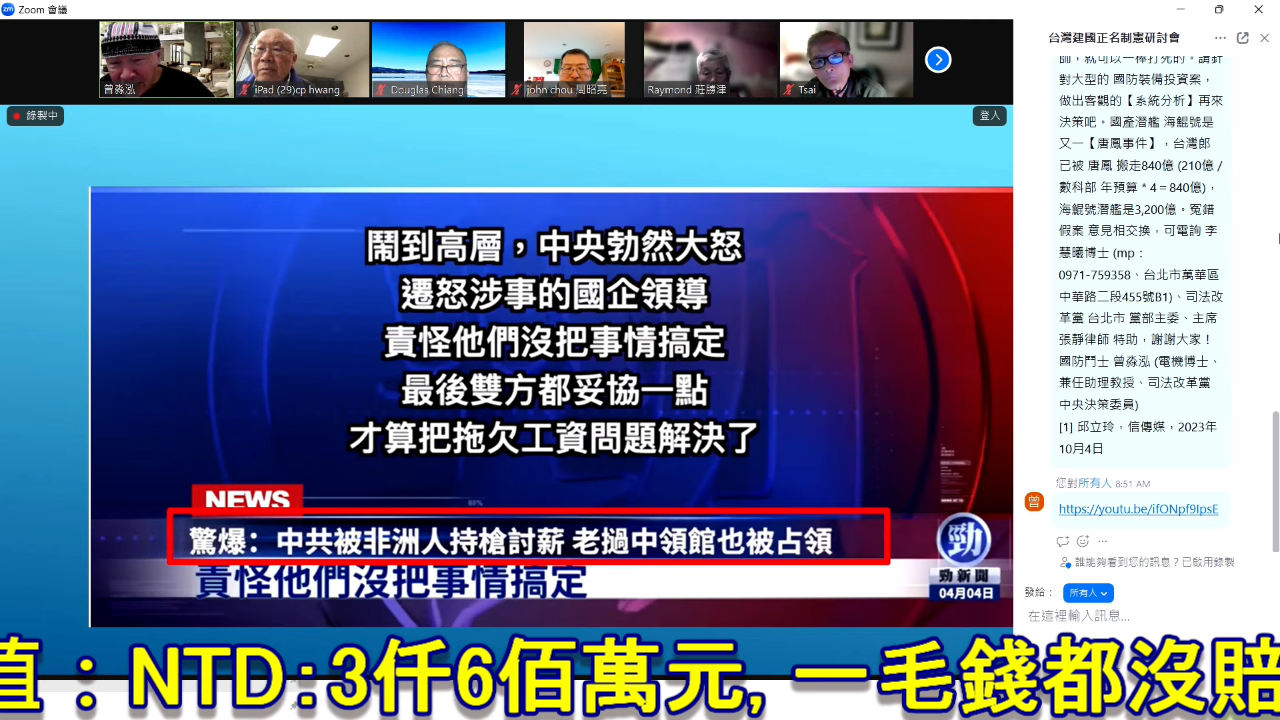 Zoom 會議
曾淼泓
iPad (29)cp hwang
Douglas Chiang
john chou 周昭亮
Raymond 莊勝津
Tsai
錄製中
登入
鬧到高層，中央勃然大怒
遷怒涉事的國企領導
責怪他們沒把事情搞定
最後雙方都妥協一點
才算把拖欠工資問題解決了
NEWS
驚爆：中共被非洲人持槍討薪 老撾中領館也被占領
責怪他們沒把事情搞定
勁
勁新聞
04月04日
台灣建國正名制憲研討會
師，就可以一棒打死的，請針
對大型的 國防裝備投資案，
做出客觀的【系統分析】再來
決策吧。國產潛艦 海鯤號是
又一【唐鳳事件】，台灣郎
已被 唐鳳 搬走840億 (210億 /
數科部 年預算 * 4 = 840億)，
海鯤號潛艦是3,200億。冤錯
假案 意見相交換，可電詢 李
慧曦博士 (mp：
0971-759358、台北市萬華區
中華路二段455號B1)、司法改
革黨 台北市 黨部主委、主席
張靜律師 特助，謝謝大家！
國防鬥士 曾淼泓 (電機博士、
兼任助理教授、司法改革黨
中央決策委員)
[1] 邱立玲，信傳媒，2023年
10月4日
您對所有人 8:51 AM
曾
https://youtu.be/ifONpf9IpsE
誰能夠看到您的訊息？已啟用錄製
發給：
所有人
在這裡輸入訊息...
值：NTD:3仟6佰萬元, 一毛錢都沒賠